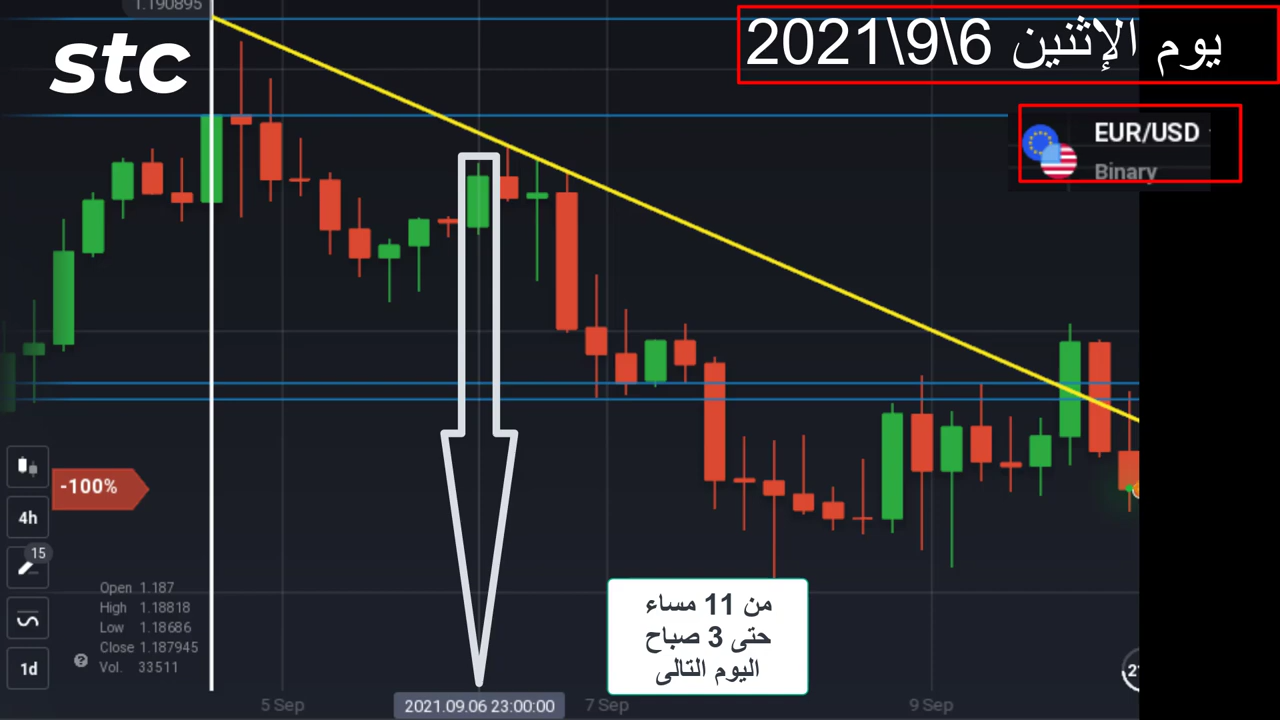 1.190895
stc
يوم الإثنين 6\9\2021
EUR/USD
Binary
-100%
4h
15
Open 1.187
High 1.18818
Low 1.18686
Close 1.187945
Vol. 33511
1d
من 11 مساء
حتى 3 صباح
اليوم التالى
5 Sep
2021.09.06 23:00:00
7 Sep
9 Sep